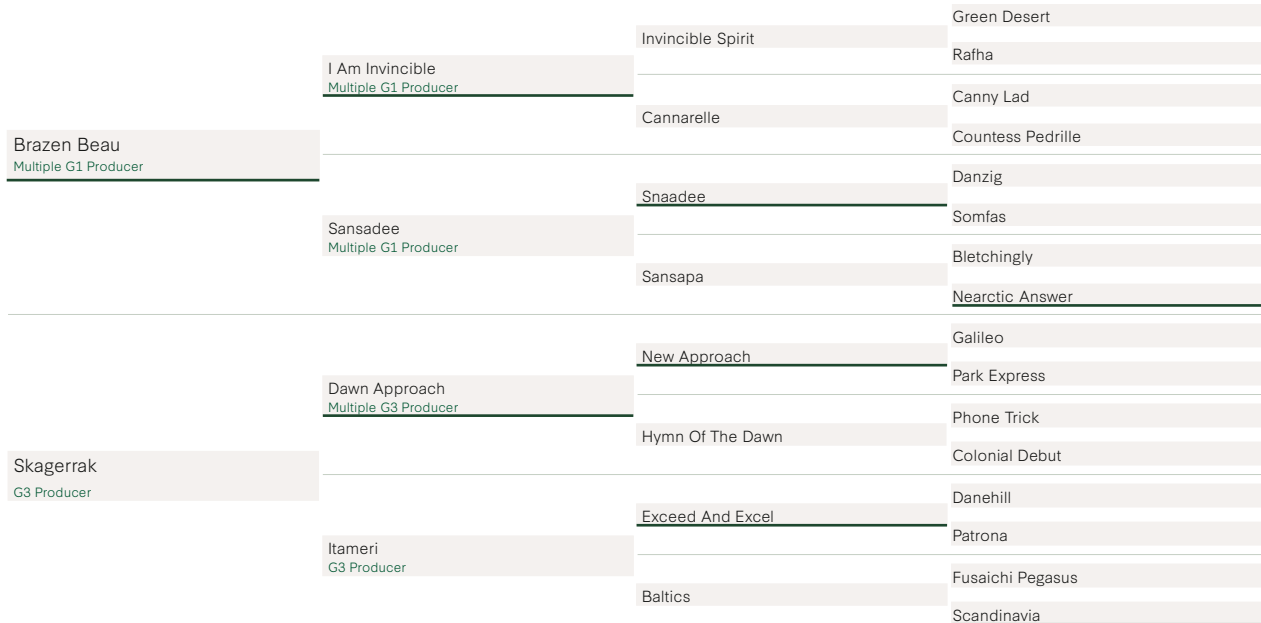 Green Desert
Invincible Spirit
Rafha
I Am Invincible
Multiple G1 Producer
Canny Lad
Cannarelle
Countess Pedrille
Brazen Beau
Multiple G1 Producer
Danzig
Snaadee
Somfas
Sansadee
Multiple G1 Producer
Bletchingly
Sansapa
Nearctic Answer
Galileo
New Approach
Park Express
Dawn Approach
Multiple G3 Producer
Phone Trick
Hymn Of The Dawn
Colonial Debut
Skagerrak
G3 Producer
Danehill
Exceed And Excel
Patrona
Itameri
G3 Producer
Fusaichi Pegasus
Baltics
Scandinavia